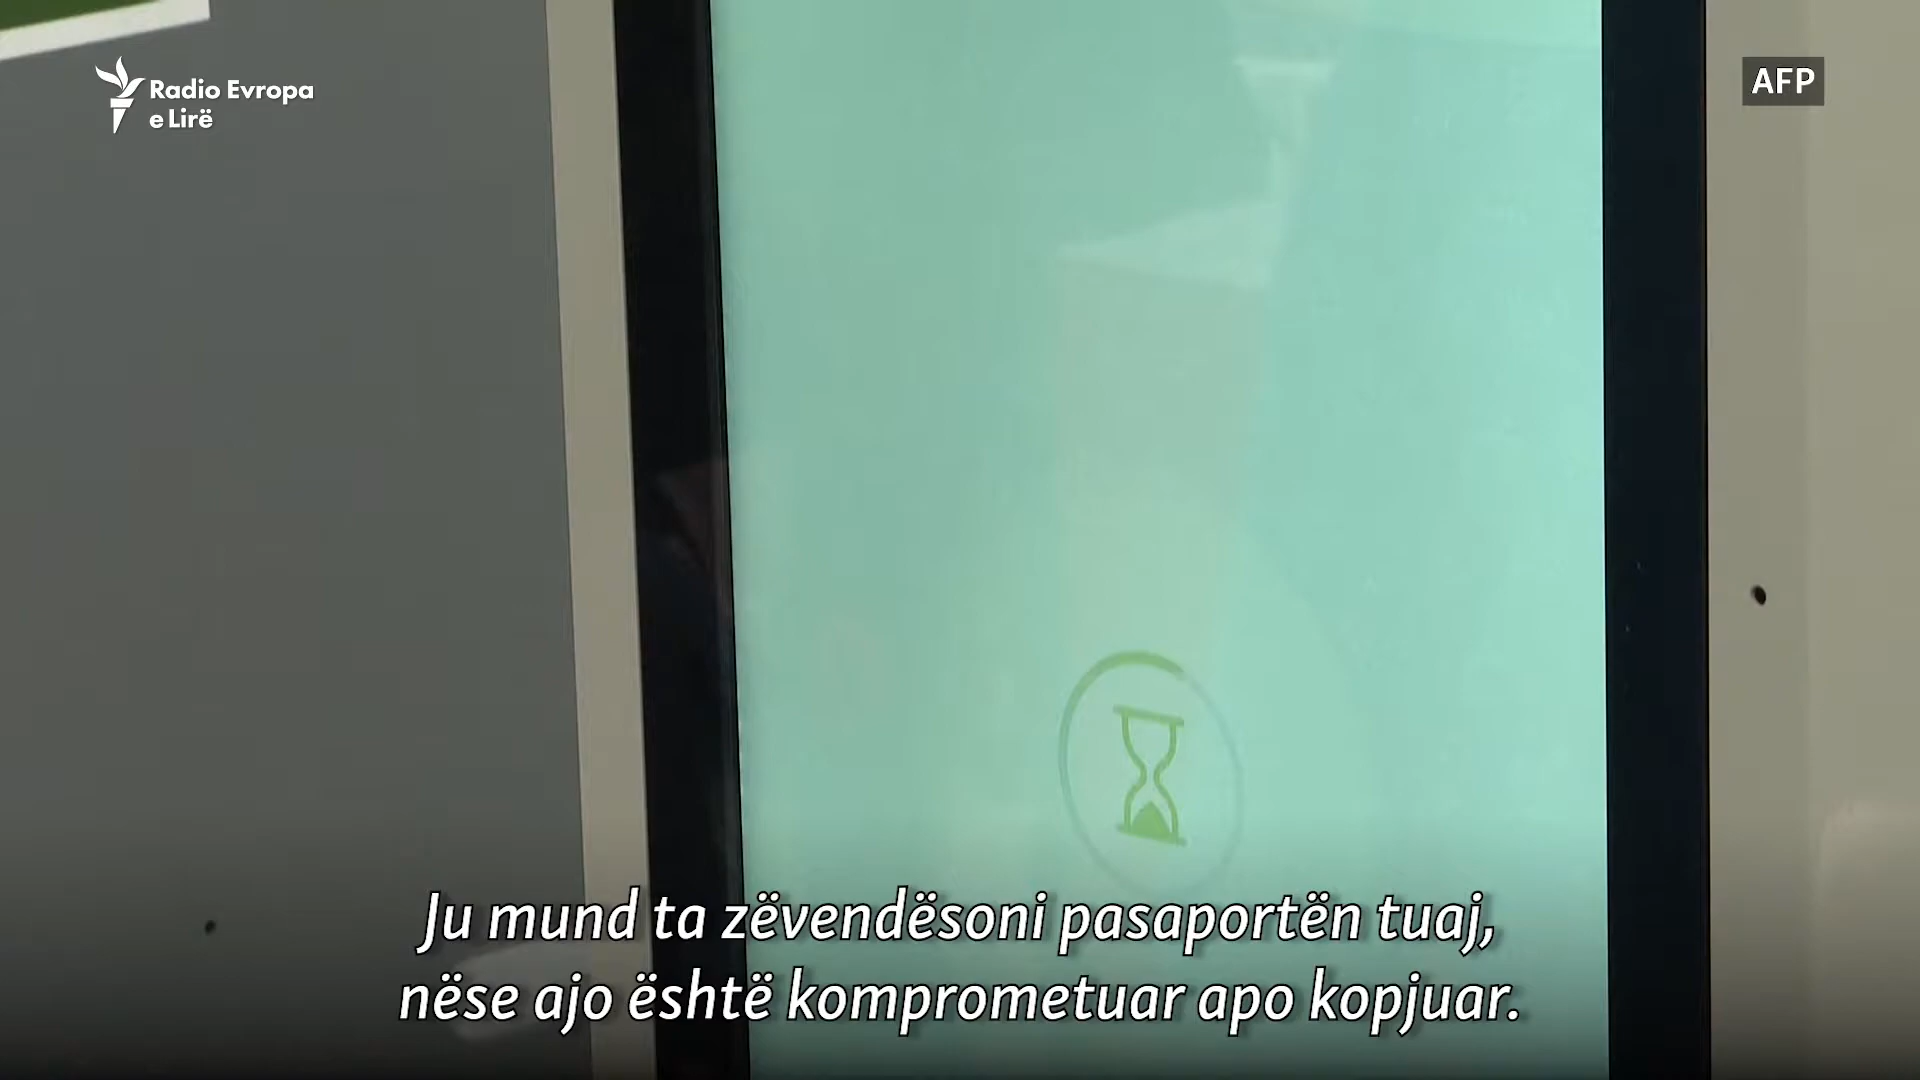 Radio Evropa
e Lirë
AFP
Ju mund ta zëvendësoni pasaportën tuaj,
nëse ajo është komprometuar apo kopjuar.